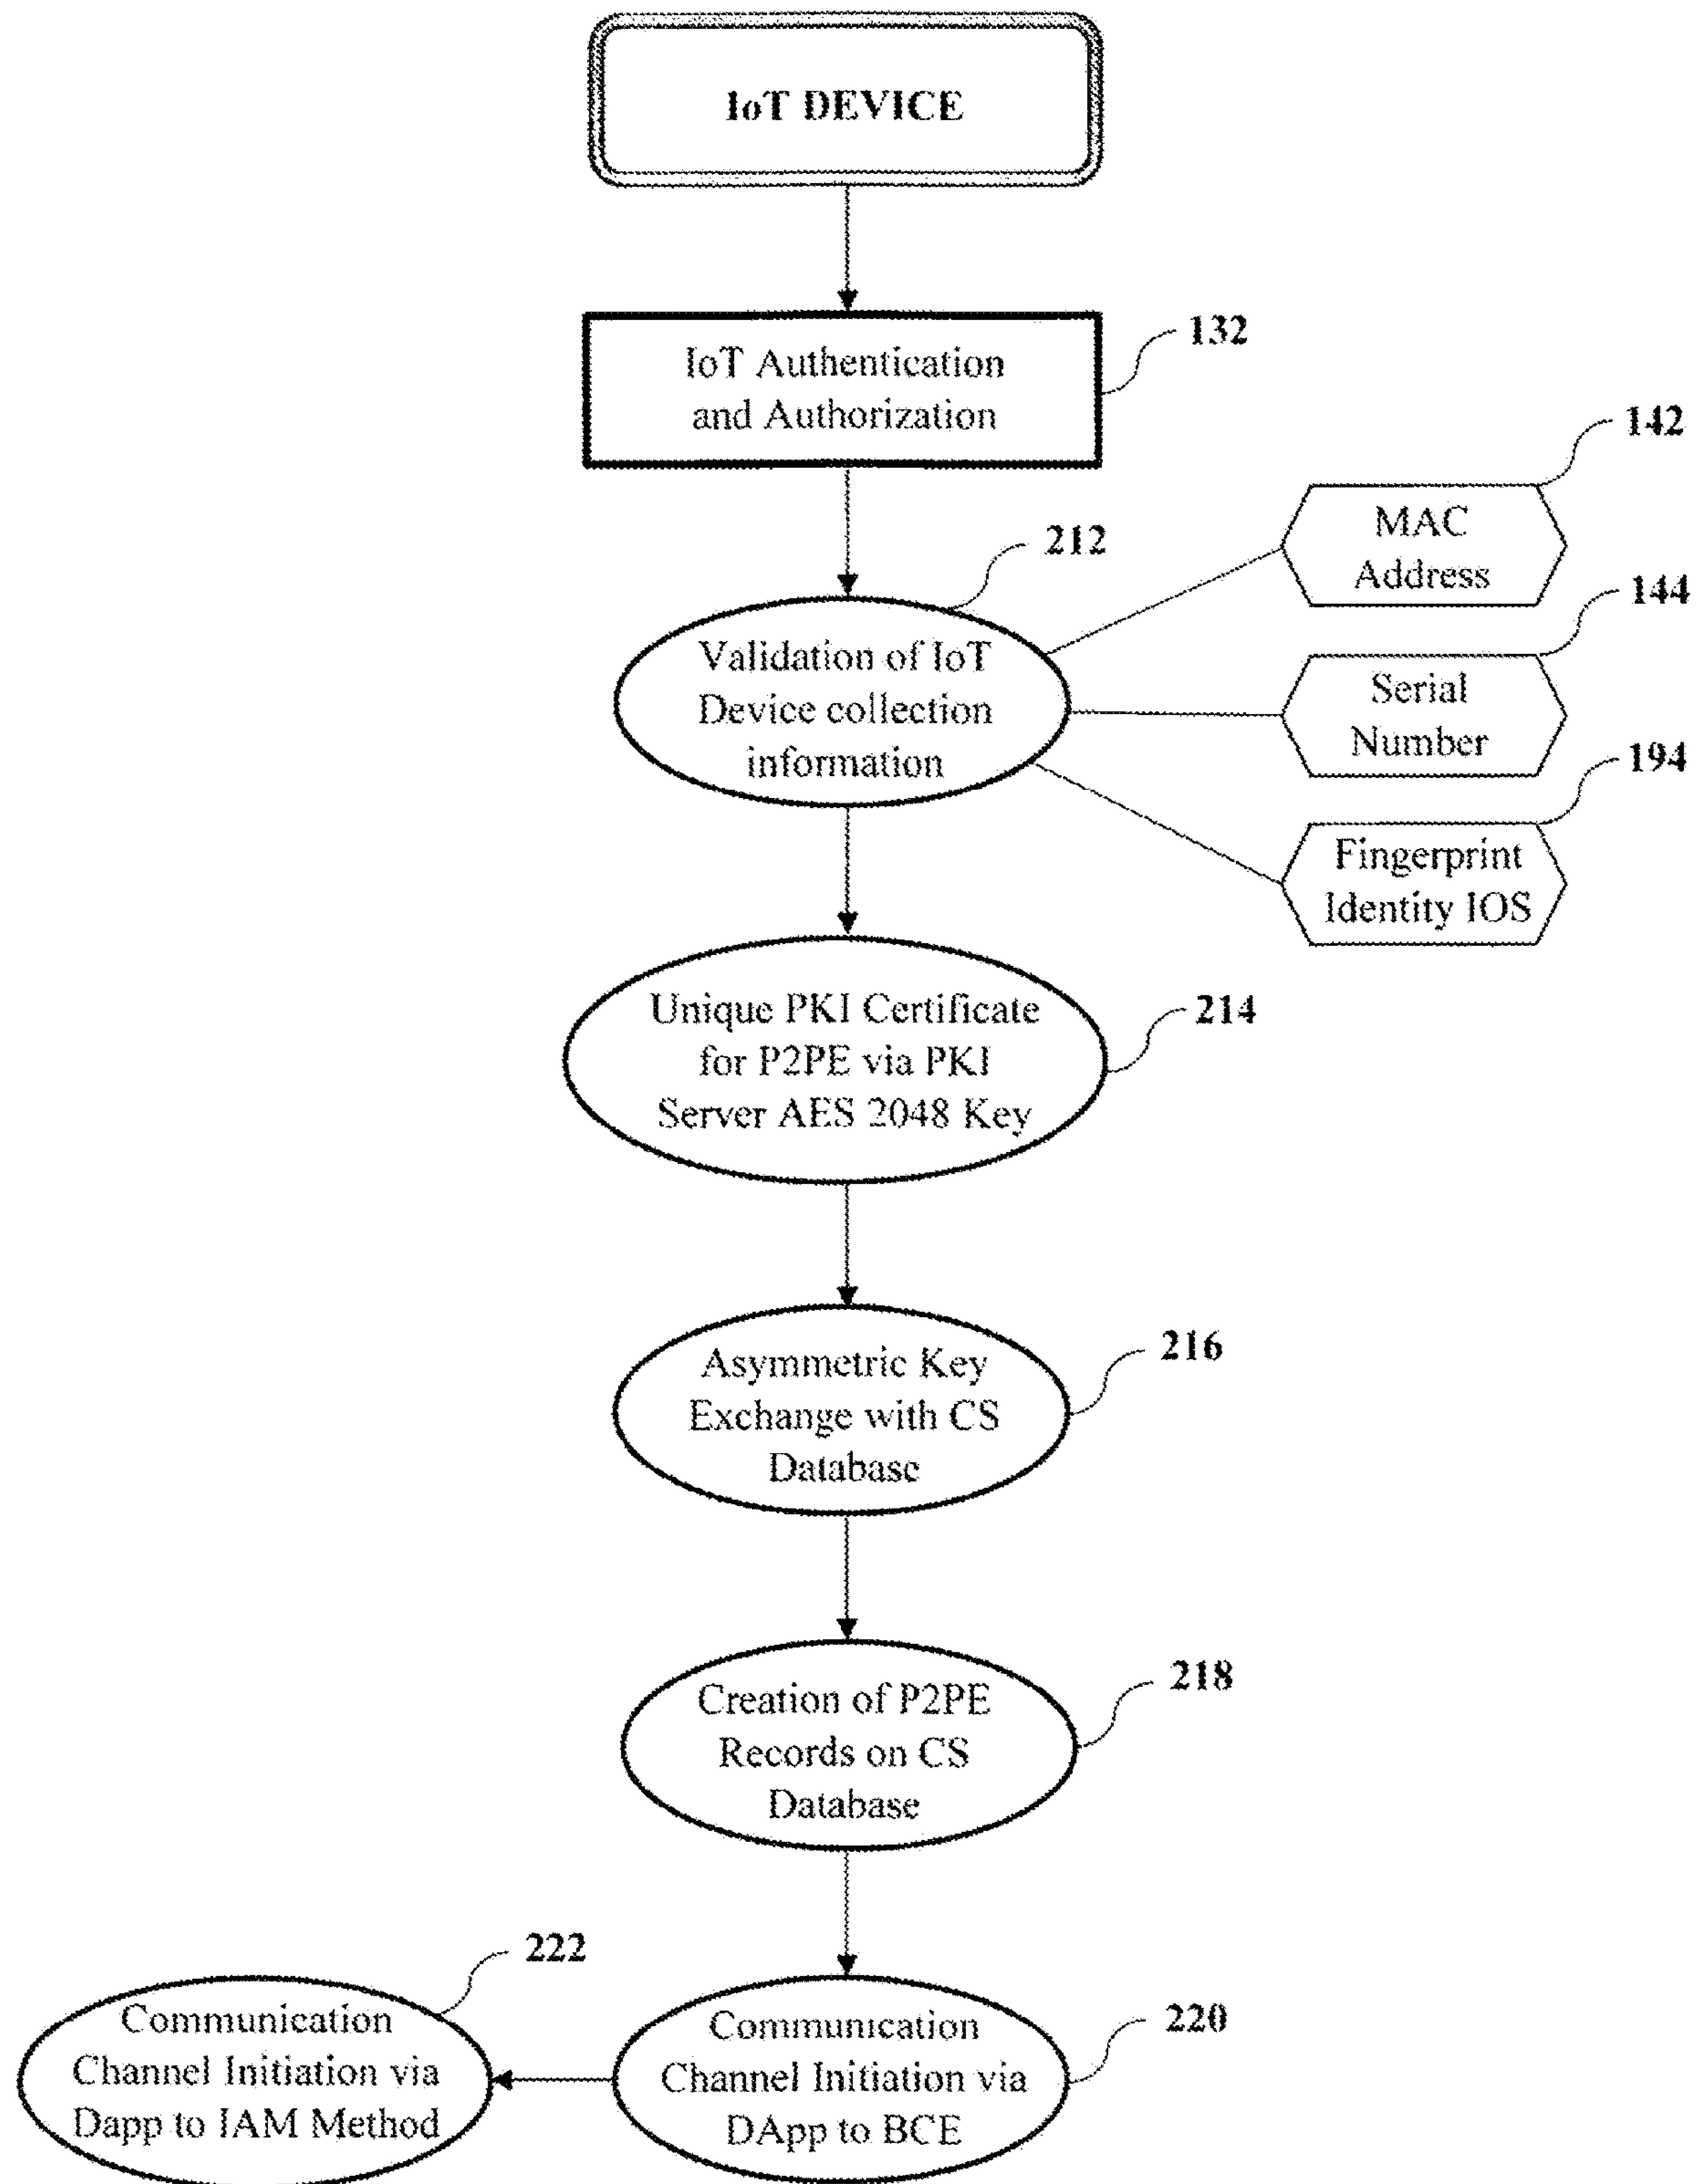 IoT DEVICE
132
IoT Authentication
and Authorization
142
MAC
Address
212
144
Validation of IoT
Device collection
information
Serial
Number
194
Fingerprint
Identity IOS
214
Unique PKI Certificate
for P2PE via PKI
Server AES 2048 Key
216
Asymmetric Key
Exchange with CS
Database
218
Creation of P2PE
Records on CS
Database
222
Communication
Channel Initiation via
Dapp to IAM Method
220
Communication
Channel Initiation via
DApp to BCE